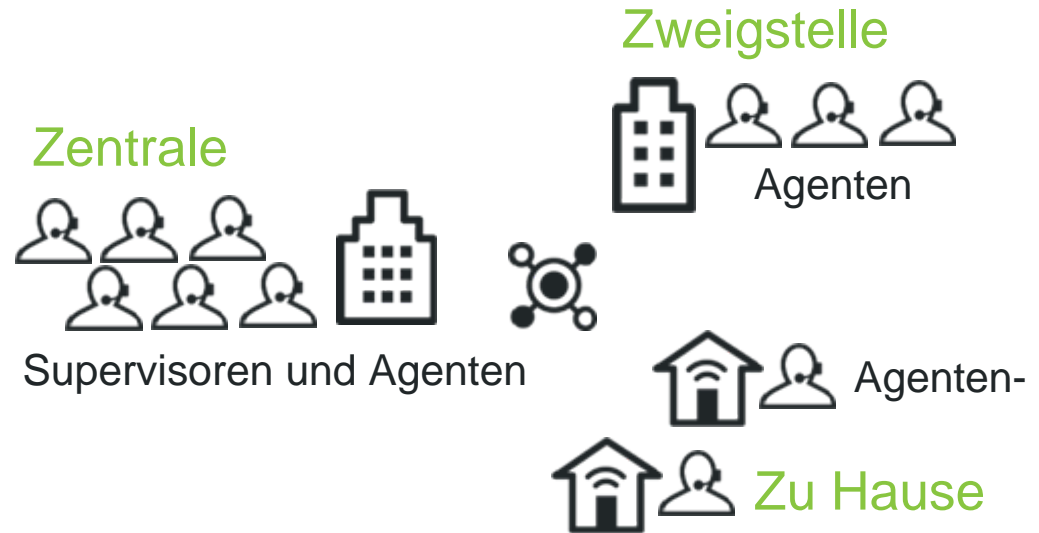 Zweigstelle
Zentrale
Agenten
Supervisoren und Agenten
Agenten-
Zu Hause